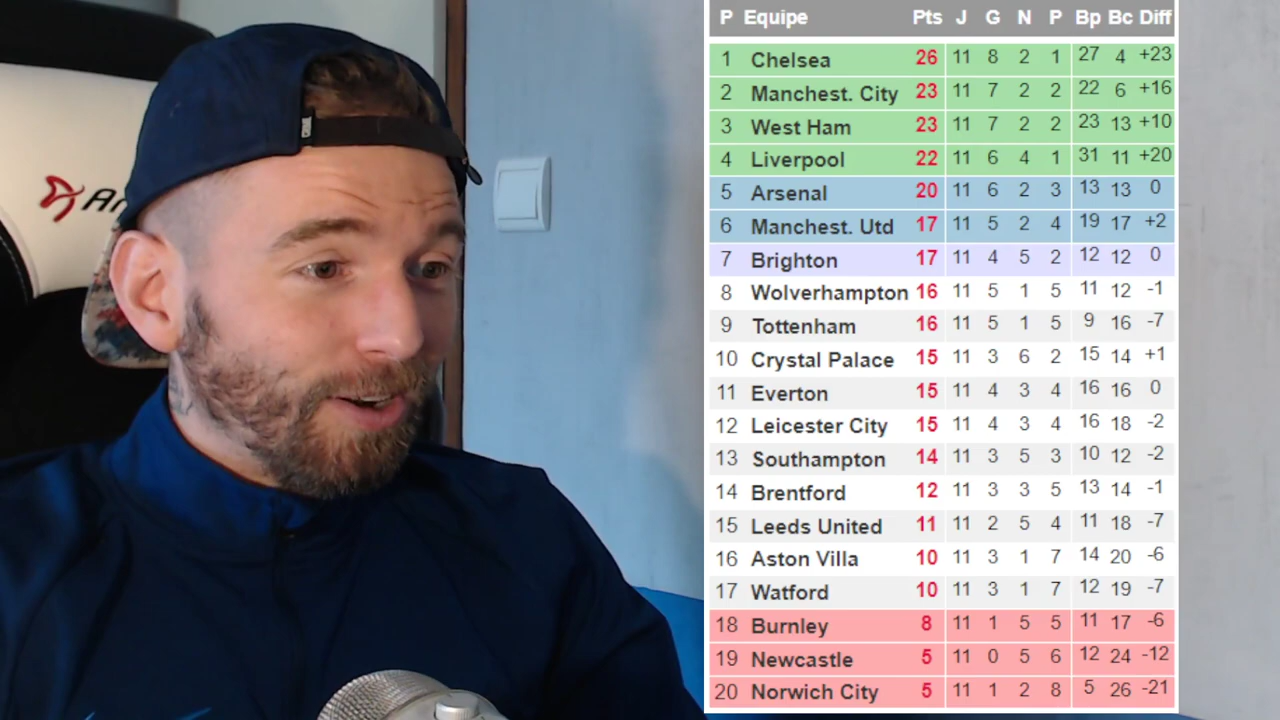 P Equipe Pts J G N P Bp Bc Diff
1 Chelsea 26 11 8 2 1 27 4 +23
2 Manchest. City 23 11 7 2 2 22 6 +16
3 West Ham 23 11 7 2 2 23 13 +10
4 Liverpool 22 11 6 4 1 31 11 +20
5 Arsenal 20 11 6 2 3 13 13 0
6 Manchest. Utd 17 11 5 2 4 19 17 +2
7 Brighton 17 11 4 5 2 12 12 0
8 Wolverhampton 16 11 5 1 5 11 12 -1
9 Tottenham 16 11 5 1 5 9 16 -7
10 Crystal Palace 15 11 3 6 2 15 14 +1
11 Everton 15 11 4 3 4 16 16 0
12 Leicester City 15 11 4 3 4 16 18 -2
13 Southampton 14 11 3 5 3 10 12 -2
14 Brentford 12 11 3 3 5 13 14 -1
15 Leeds United 11 11 2 5 4 11 18 -7
16 Aston Villa 10 11 3 1 7 14 20 -6
17 Watford 10 11 3 1 7 12 19 -7
18 Burnley 8 11 1 5 5 11 17 -6
19 Newcastle 5 11 0 5 6 12 24 -12
20 Norwich City 5 11 1 2 8 5 26 -21